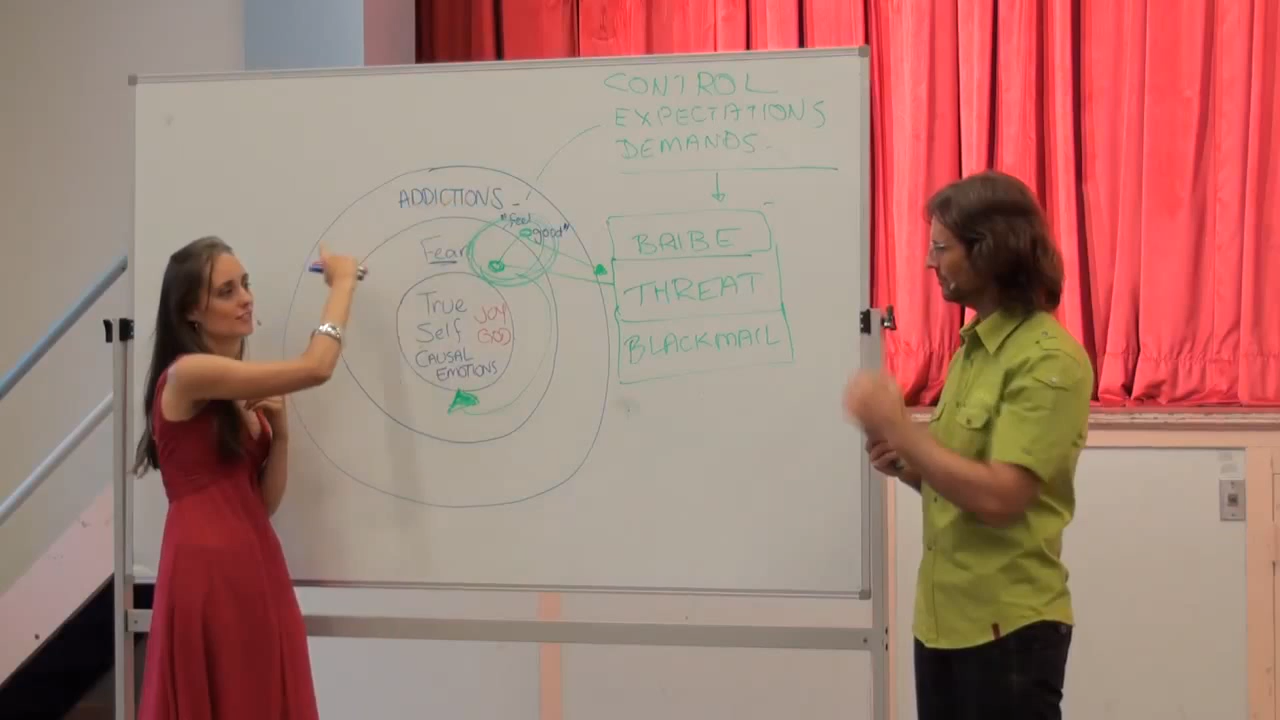 CONTROL
EXPECTATIONS
DEMANDS.
ADDICTIONS -
"feel
good"
Fear
BRIBE
THREAT
BLACKMAIL
True
Self
JOY
GOD
CAUSAL
EMOTIONS